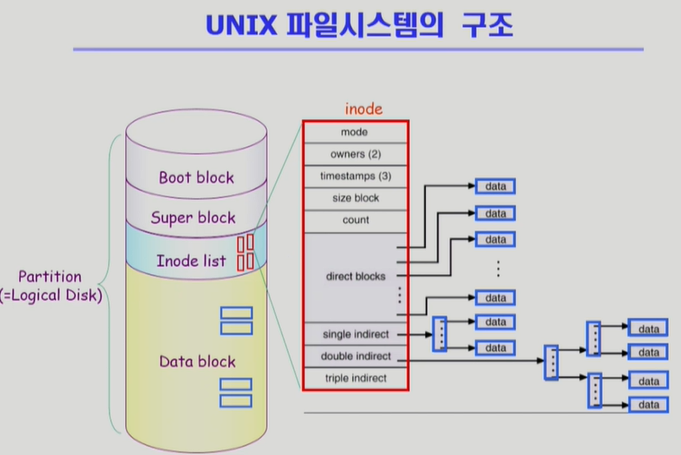 UNIX 파일시스템의 구조
inode
mode
owners (2)
timestamps (3)
size block
count
direct blocks
single indirect
double indirect
triple indirect
Boot block
Super block
Inode list
Data block
Partition
(=Logical Disk)
data
data
data
data
data
data
data
data
data
data